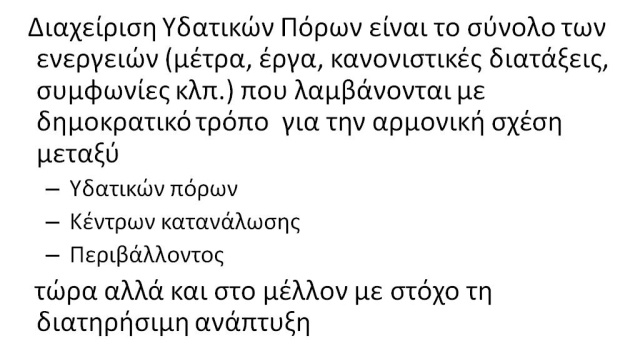 Διαχείριση Υδατικών Πόρων είναι το σύνολο των
ενεργειών (μέτρα, έργα, κανονιστικές διατάξεις,
συμφωνίες κλπ.) που λαμβάνονται με
δημοκρατικό τρόπο για την αρμονική σχέση
μεταξύ
– Υδατικών πόρων
– Κέντρων κατανάλωσης
– Περιβάλλοντος
τώρα αλλά και στο μέλλον με στόχο τη
διατηρήσιμη ανάπτυξη